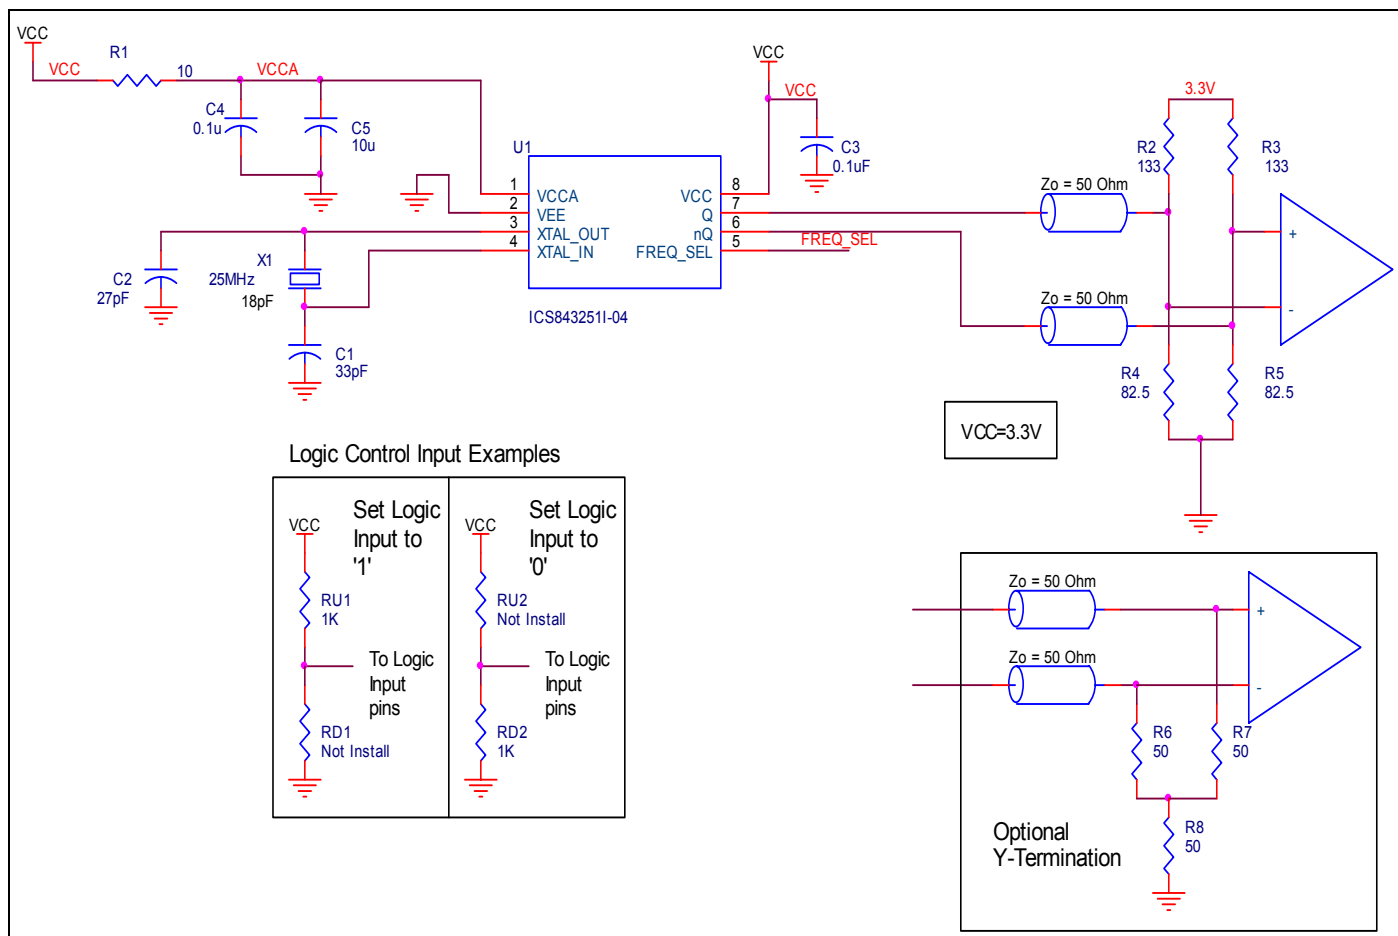 VCC
VCC
R1
10
VCCA
C4
0.1u
C5
10u
VCC
VCC
C3
0.1uF
U1
1
2
3
4
VCCA
VEE
XTAL_OUT
XTAL_IN
VCC
Q
nQ
FREQ_SEL
8
7
6
5
FREQ_SEL
ICS843251I-04
C2
27pF
X1
25MHz
18pF
C1
33pF
3.3V
R2
133
R3
133
Zo = 50 Ohm
Zo = 50 Ohm
+
-
R4
82.5
R5
82.5
VCC=3.3V
Logic Control Input Examples
Set Logic
Input to
'1'
VCC
RU1
1K
To Logic
Input
pins
RD1
Not Install
Set Logic
Input to
'0'
VCC
RU2
Not Install
To Logic
Input
pins
RD2
1K
Zo = 50 Ohm
Zo = 50 Ohm
+
-
R6
50
R7
50
R8
50
Optional
Y-Termination